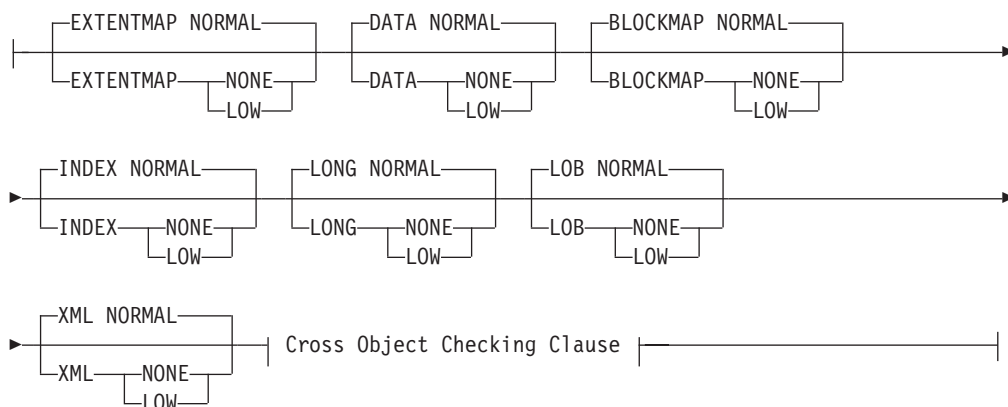 EXTENTMAP NORMAL DATA NORMAL BLOCKMAP NORMAL
EXTENTMAP NONE DATA NONE BLOCKMAP NONE
LOW LOW LOW
INDEX NORMAL LONG NORMAL LOB NORMAL
INDEX NONE LONG NONE LOB NONE
LOW LOW LOW
XML NORMAL
Cross Object Checking Clause
XML NONE
LOW